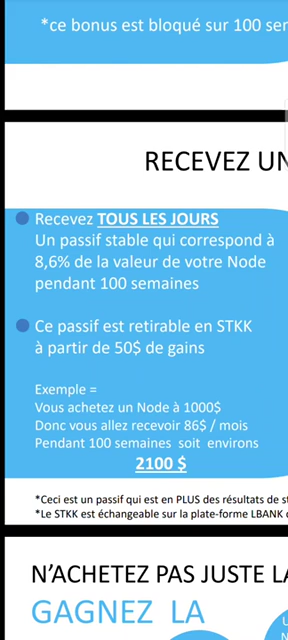 *ce bonus est bloqué sur 100
RECEVEZ
Recevez TOUS LES JOURS
Un passif stable qui correspond à
8,6% de la valeur de votre Node
pendant 100 semaines
Ce passif est retirable en STKK
à partir de 50$ de gains
Exemple =
Vous achetez un Node à 1000$
Donc vous allez recevoir 86$ / mois
Pendant 100 semaines soit environs
2100 $
*Ceci est un passif qui est en PLUS des résultats de
*Le STKK est échangeable sur la plate-forme LBANK
N’ACHETEZ PAS JUSTE
GAGNEZ LA